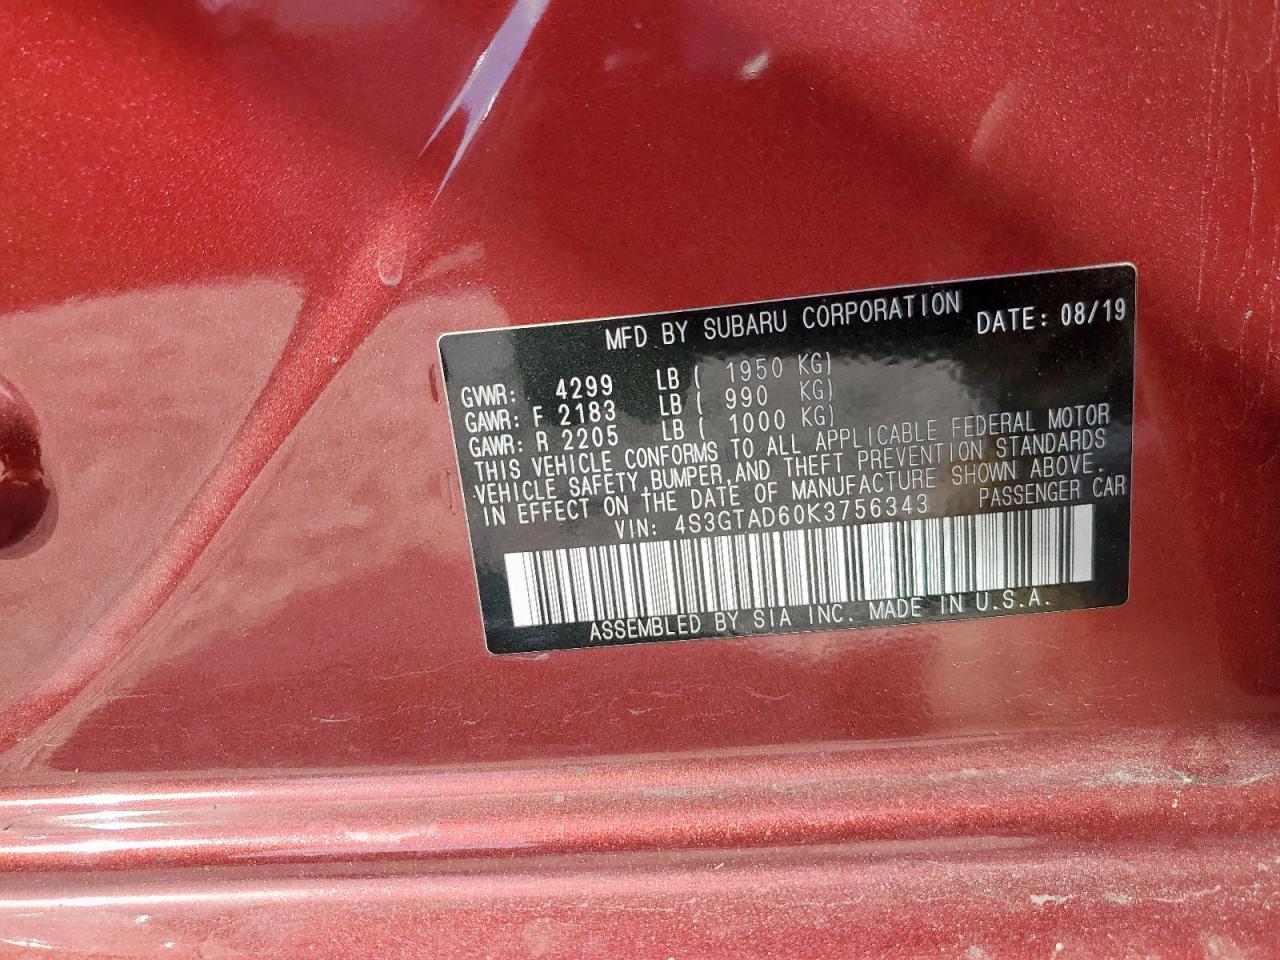 MFD BY SUBARU CORPORATION DATE: 08/19
GVWR: 4299 LB ( 1950 KG)
GAWR: F 2183 LB ( 990 KG)
GAWR: R 2205 LB ( 1000 KG)
THIS VEHICLE CONFORMS TO ALL APPLICABLE FEDERAL MOTOR
VEHICLE SAFETY,BUMPER,AND THEFT PREVENTION STANDARDS
IN EFFECT ON THE DATE OF MANUFACTURE SHOWN ABOVE.
VIN: 4S3GTAD60K3756343 PASSENGER CAR
ASSEMBLED BY SIA INC. MADE IN U.S.A.